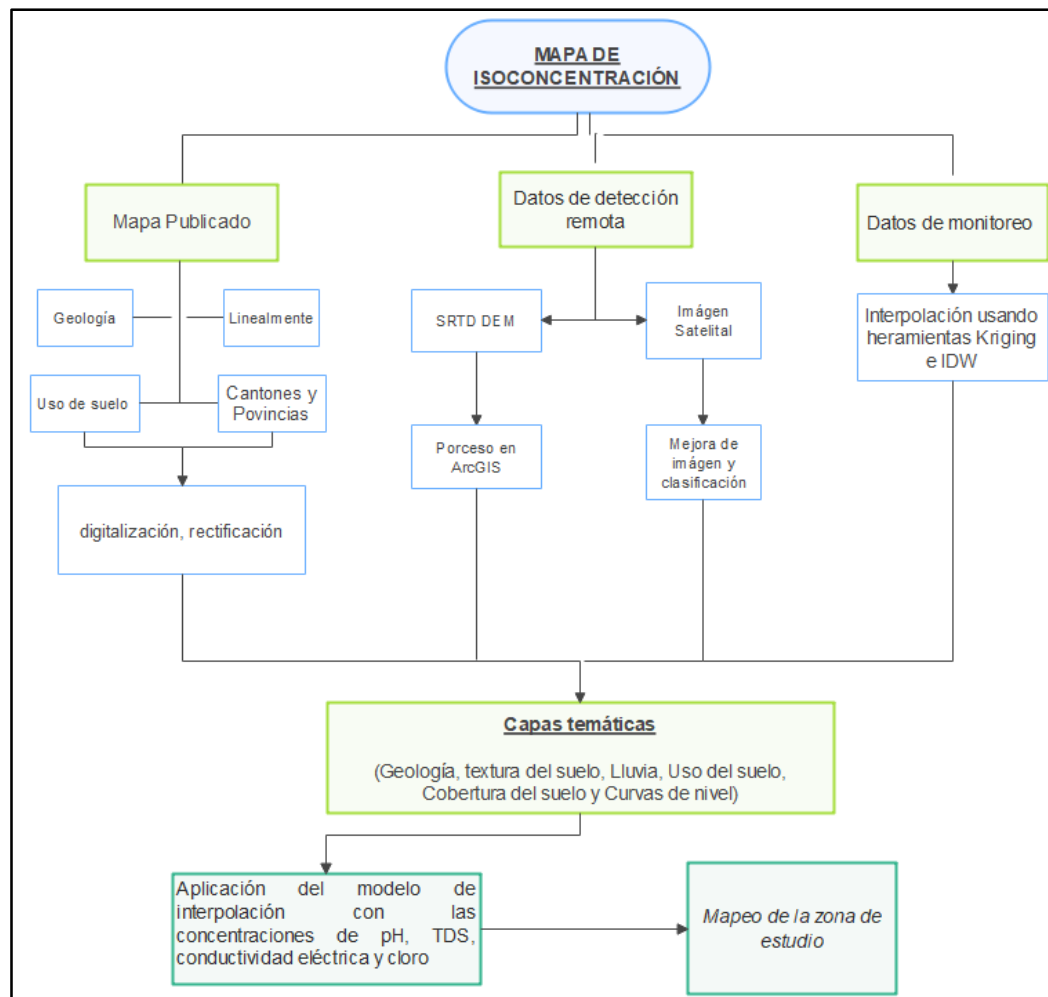 MAPA DE
ISOCONCENTRACIÓN
Mapa Publicado
Datos de detección
remota
Datos de monitoreo
Geología
Linealmente
SRTD DEM
Imágen
Satelital
Interpolación usando
heramientas Kriging
e IDW
Uso de suelo
Cantones y
Povincias
Porceso en
ArcGIS
Mejora de
imágen y
clasificación
digitalización, rectificación
Capas temáticas
(Geología, textura del suelo, Lluvia, Uso del suelo,
Cobertura del suelo y Curvas de nivel)
Aplicación del modelo de
interpolación con las
concentraciones de pH, TDS,
conductividad eléctrica y cloro
Mapeo de la zona de
estudio